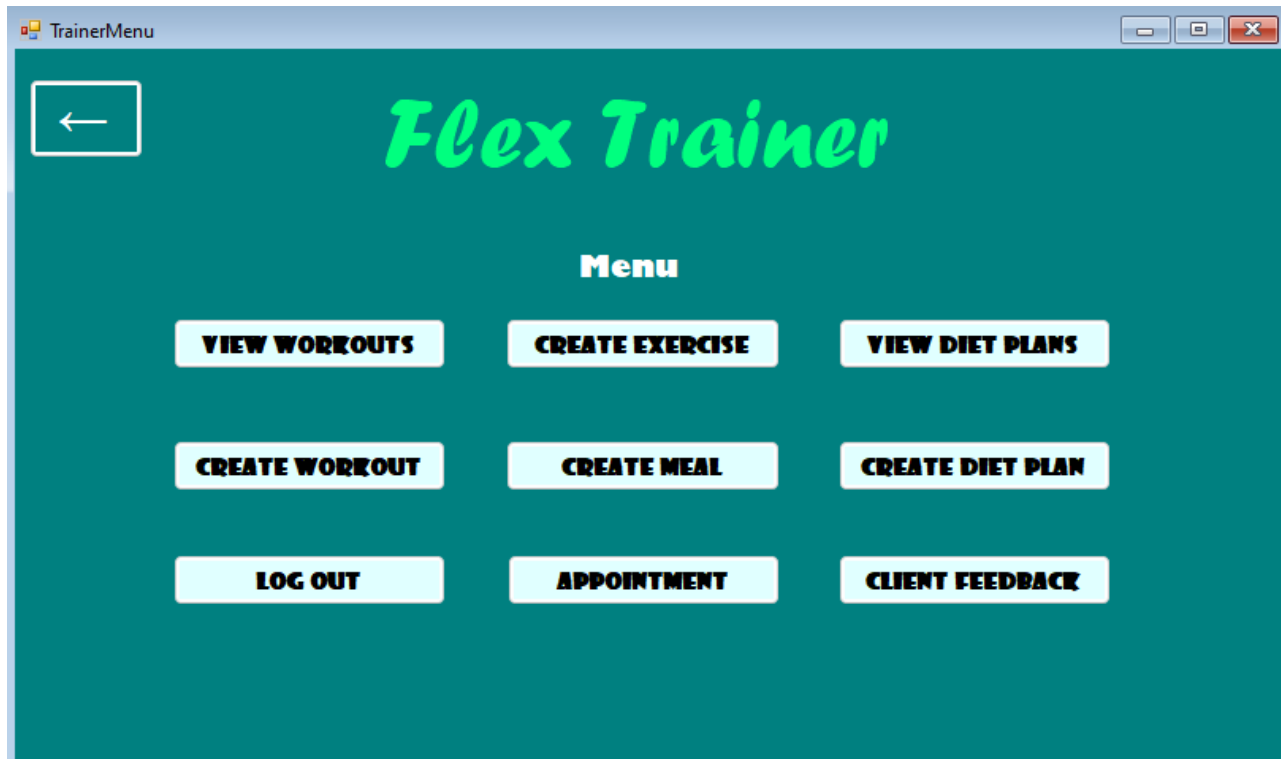 TrainerMenu
←
Flex Trainer
Menu
VIEW WORKOUTS CREATE EXERCISE VIEW DIET PLANS
CREATE WORKOUT CREATE MEAL CREATE DIET PLAN
LOG OUT APPOINTMENT CLIENT FEEDBACK